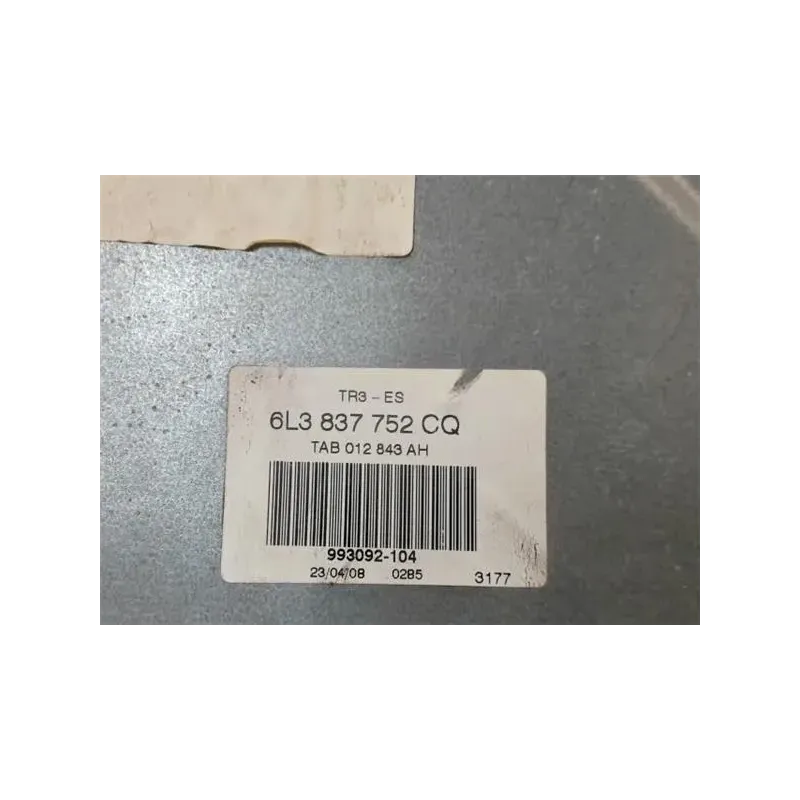 TR3 - ES
6L3 837 752 CQ
TAB 012 843 AH
993092-104
23/04/08 0285 3177